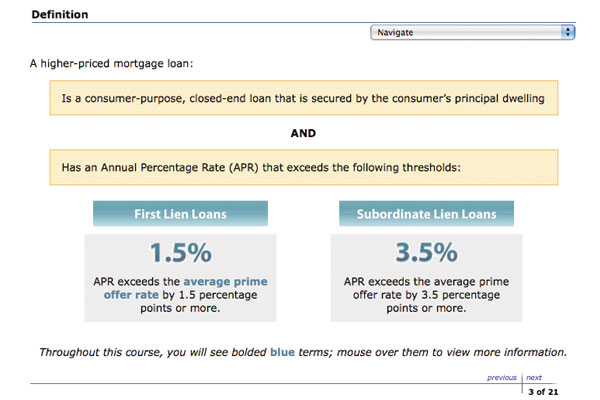 Definition
Navigate
A higher-priced mortgage loan:
Is a consumer-purpose, closed-end loan that is secured by the consumer's principal dwelling
AND
Has an Annual Percentage Rate (APR) that exceeds the following thresholds:
First Lien Loans
1.5%
APR exceeds the average prime
offer rate by 1.5 percentage
points or more.
Subordinate Lien Loans
3.5%
APR exceeds the average prime
offer rate by 3.5 percentage
points or more.
Throughout this course, you will see bolded blue terms; mouse over them to view more information.
previous next
3 of 21